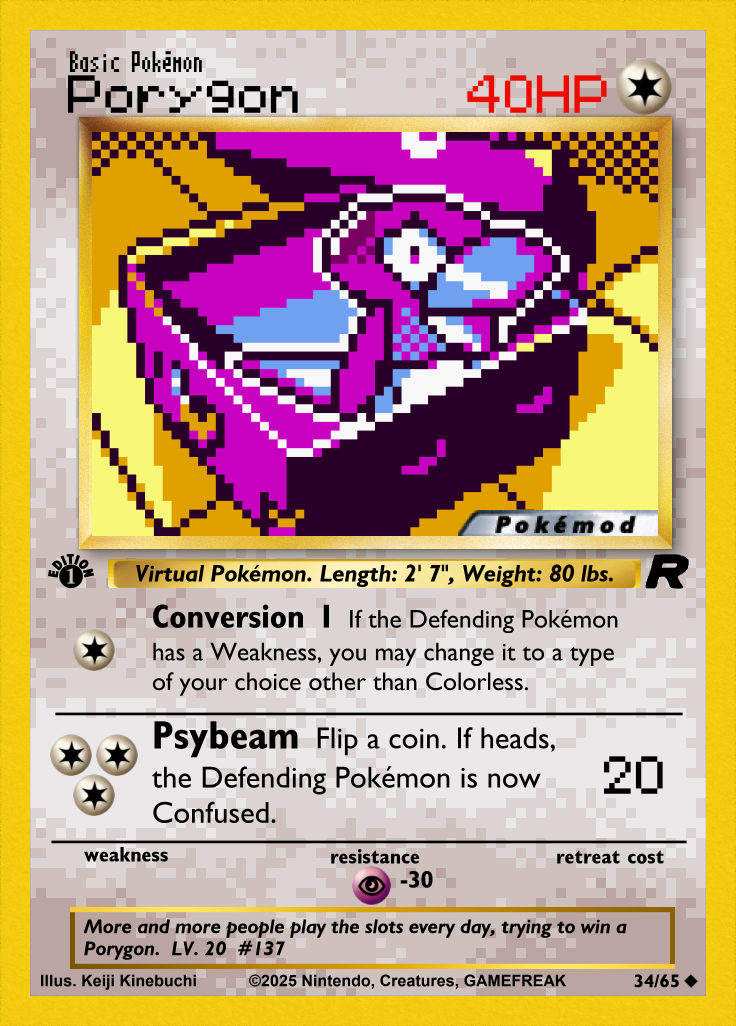 Basic Pokémon
Porygon 40HP
Pokémod
EDITION 1
Virtual Pokémon. Length: 2' 7", Weight: 80 lbs. R
Conversion 1 If the Defending Pokémon
has a Weakness, you may change it to a type
of your choice other than Colorless.
Psybeam Flip a coin. If heads,
the Defending Pokémon is now
Confused.
20
weakness resistance retreat cost
-30
More and more people play the slots every day, trying to win a
Porygon. LV. 20 #137
Illus. Keiji Kinebuchi ©2025 Nintendo, Creatures, GAMEFREAK 34/65